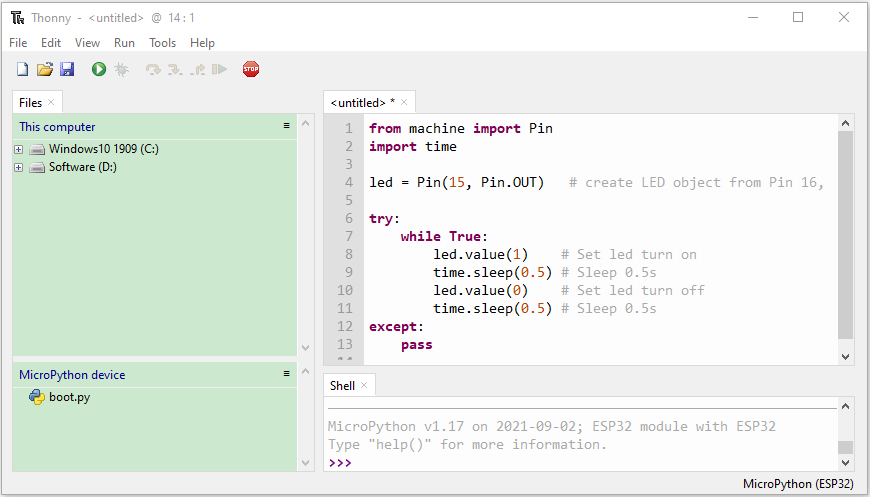 Thonny - <untitled> @ 14 : 1
File Edit View Run Tools Help
STOP
Files
This computer
Windows10 1909 (C:)
Software (D:)
MicroPython device
boot.py
<untitled> *
1 from machine import Pin
2 import time
3
4 led = Pin(15, Pin.OUT)   # create LED object from Pin 16,
5
6 try:
7     while True:
8         led.value(1)    # Set led turn on
9         time.sleep(0.5) # Sleep 0.5s
10         led.value(0)    # Set led turn off
11         time.sleep(0.5) # Sleep 0.5s
12 except:
13     pass
Shell
MicroPython v1.17 on 2021-09-02; ESP32 module with ESP32
Type "help()" for more information.
>>>
MicroPython (ESP32)